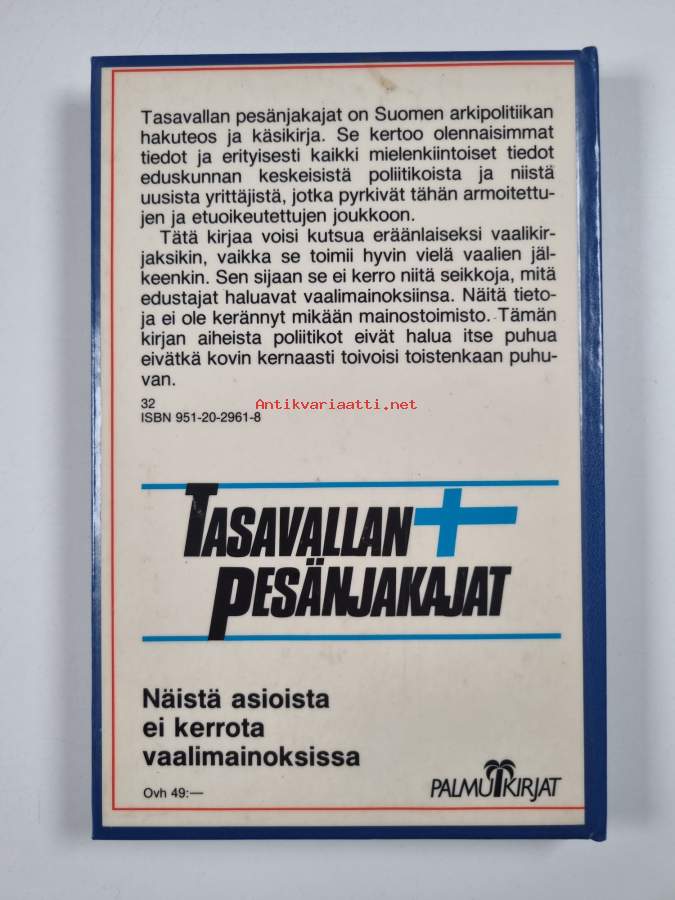 Tasavallan pesänjakajat on Suomen arkipolitiikan
hakuteos ja käsikirja. Se kertoo olennaisimmat
tiedot ja erityisesti kaikki mielenkiintoiset tiedot
eduskunnan keskeisistä poliitikoista ja niistä
uusista yrittäjistä, jotka pyrkivät tähän armoitettu-
jen ja etuoikeutettujen joukkoon.
Tätä kirjaa voisi kutsua eräänlaiseksi vaalikir-
jaksikin, vaikka se toimii hyvin vielä vaalien jäl-
keenkin. Sen sijaan se ei kerro niitä seikkoja, mitä
edustajat haluavat vaalimainoksiinsa. Näitä tieto-
ja ei ole kerännyt mikään mainostoimisto. Tämän
kirjan aiheista poliitikot eivät halua itse puhua
eivätkä kovin kernaasti toivoisi toistenkaan puhu-
van.
32
ISBN 951-20-2961-8
Antikvariaatti.net
TASAVALLAN
PESÄNJAKAJAT
Näistä asioista
ei kerrota
vaalimainoksissa
Ovh 49:—
PALMUKIRJAT